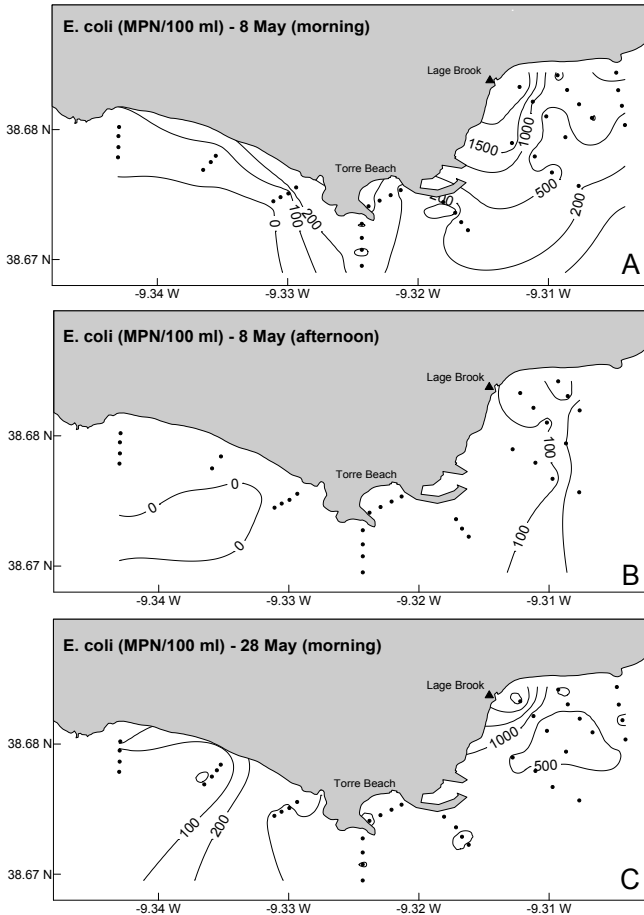 E. coli (MPN/100 ml) - 8 May (morning)
Lage Brook
38.68 N
1500
1000
Torre Beach
500
200
200
100
0
200
38.67 N
A
-9.34 W -9.33 W -9.32 W -9.31 W
E. coli (MPN/100 ml) - 8 May (afternoon)
Lage Brook
38.68 N
100
Torre Beach
0
0
100
0
38.67 N
B
-9.34 W -9.33 W -9.32 W -9.31 W
E. coli (MPN/100 ml) - 28 May (morning)
Lage Brook
38.68 N
1000
500
Torre Beach
100
200
38.67 N
C
-9.34 W -9.33 W -9.32 W -9.31 W